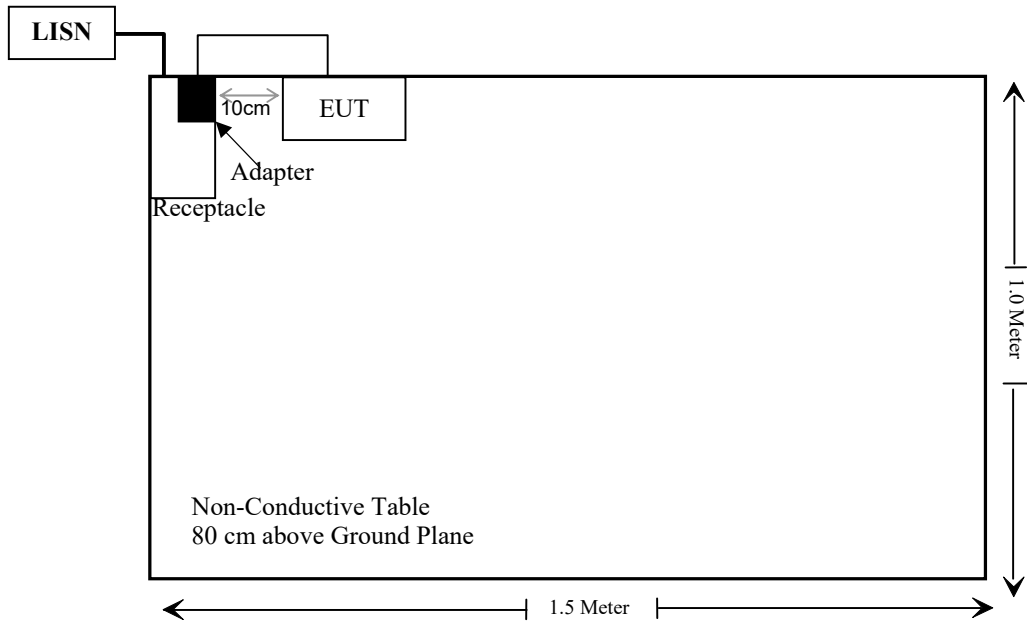 LISN
10cm
EUT
Adapter
Receptacle
1.0 Meter
Non-Conductive Table
80 cm above Ground Plane
1.5 Meter